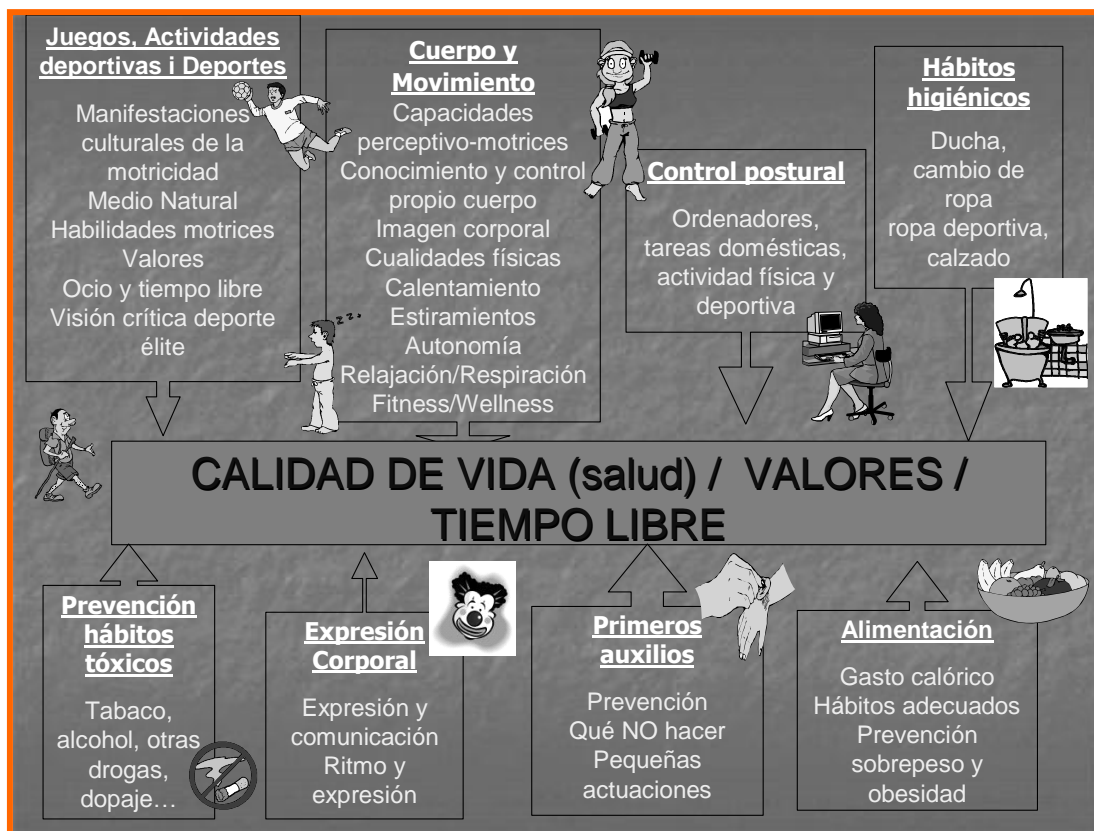 Juegos, Actividades
deportivas i Deportes
Manifestaciones
culturales de la
motricidad
Medio Natural
Habilidades motrices
Valores
Ocio y tiempo libre
Visión crítica deporte
élite
Cuerpo y
Movimiento
Capacidades
perceptivo-motrices
Conocimiento y control
propio cuerpo
Imagen corporal
Cualidades físicas
Calentamiento
Estiramientos
Autonomía
Relajación/Respiración
Fitness/Wellness
zzz
Control postural
Ordenadores,
tareas domésticas,
actividad física y
deportiva
Hábitos
higiénicos
Ducha,
cambio de
ropa
ropa deportiva,
calzado
CALIDAD DE VIDA (salud) / VALORES /
TIEMPO LIBRE
Prevención
hábitos
tóxicos
Tabaco,
alcohol, otras
drogas,
dopaje…
Expresión
Corporal
Expresión y
comunicación
Ritmo y
expresión
Primeros
auxilios
Prevención
Qué NO hacer
Pequeñas
actuaciones
Alimentación
Gasto calórico
Hábitos adecuados
Prevención
sobrepeso y
obesidad